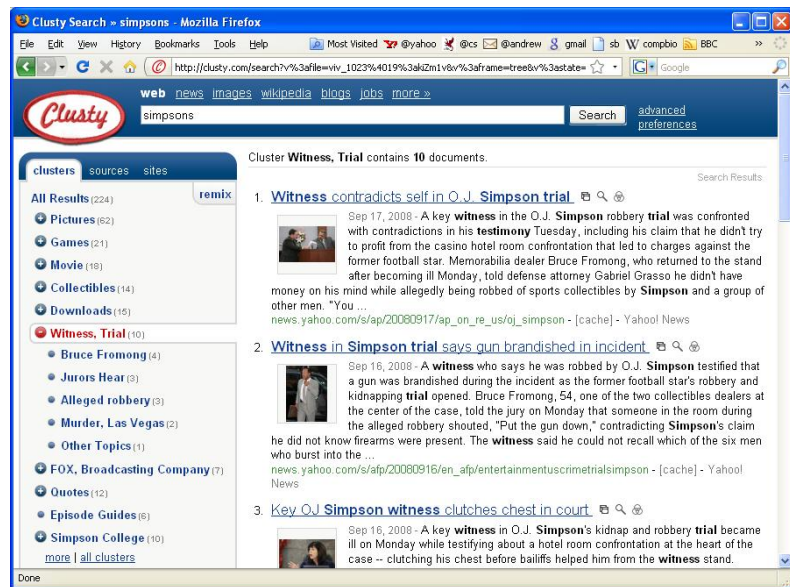 Clusty Search » simpsons - Mozilla Firefox
File Edit View History Bookmarks Tools Help Most Visited @yahoo @cs @andrew gmail sb compbio BBC »
http://clusty.com/search?v%3afile=viv_1023%4019%3akiZm1v&v%3aframe=tree&v%3astate= Google
Clusty
web news images wikipedia blogs jobs more »
simpsons Search advanced
preferences
clusters sources sites
remix
All Results (224)
Pictures (62)
Games (21)
Movie (18)
Collectibles (14)
Downloads (15)
Witness, Trial (10)
Bruce Fromong (4)
Jurors Hear (3)
Alleged robbery (3)
Murder, Las Vegas (2)
Other Topics (1)
FOX, Broadcasting Company (7)
Quotes (12)
Episode Guides (6)
Simpson College (10)
more | all clusters
Cluster Witness, Trial contains 10 documents.
Search Results
1. Witness contradicts self in O.J. Simpson trial
Sep 17, 2008 - A key witness in the O.J. Simpson robbery trial was confronted
with contradictions in his testimony Tuesday, including his claim that he didn't try
to profit from the casino hotel room confrontation that led to charges against the
former football star. Memorabilia dealer Bruce Fromong, who returned to the stand
after becoming ill Monday, told defense attorney Gabriel Grasso he didn't have
money on his mind while allegedly being robbed of sports collectibles by Simpson and a group of
other men. "You ...
news.yahoo.com/s/ap/20080917/ap_on_re_us/oj_simpson - [cache] - Yahoo! News
2. Witness in Simpson trial says gun brandished in incident
Sep 16, 2008 - A witness who says he was robbed by O.J. Simpson testified that
a gun was brandished during the incident as the former football star's robbery and
kidnapping trial opened. Bruce Fromong, 54, one of the two collectibles dealers at
the center of the case, told the jury on Monday that someone in the room during
the alleged robbery shouted, "Put the gun down," contradicting Simpson's claim
he did not know firearms were present. The witness said he could not recall which of the six men
who burst into the ...
news.yahoo.com/s/afp/20080916/en_afp/entertainmentuscrimetrialsimpson - [cache] - Yahoo!
News
3. Key OJ Simpson witness clutches chest in court
Sep 16, 2008 - A key witness in O.J. Simpson's kidnap and robbery trial became
ill on Monday while testifying about a hotel room confrontation at the heart of the
case -- clutching his chest before bailiffs helped him from the witness stand.
Done